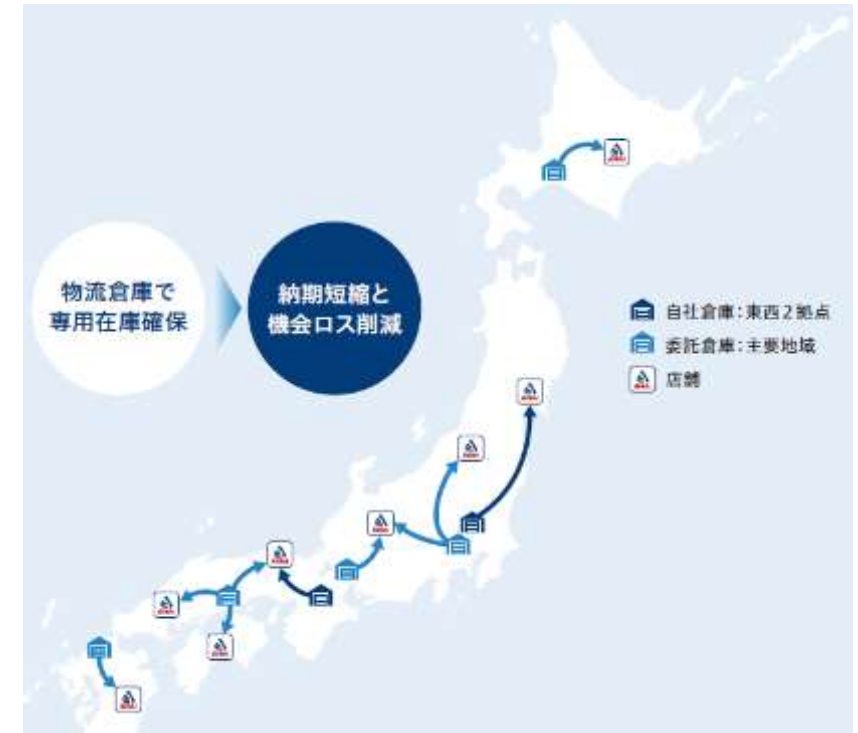 物流倉庫で
専用在庫確保
納期短縮と
機会ロス削減
自社倉庫：東西2拠点
委託倉庫：主要地域
店舗